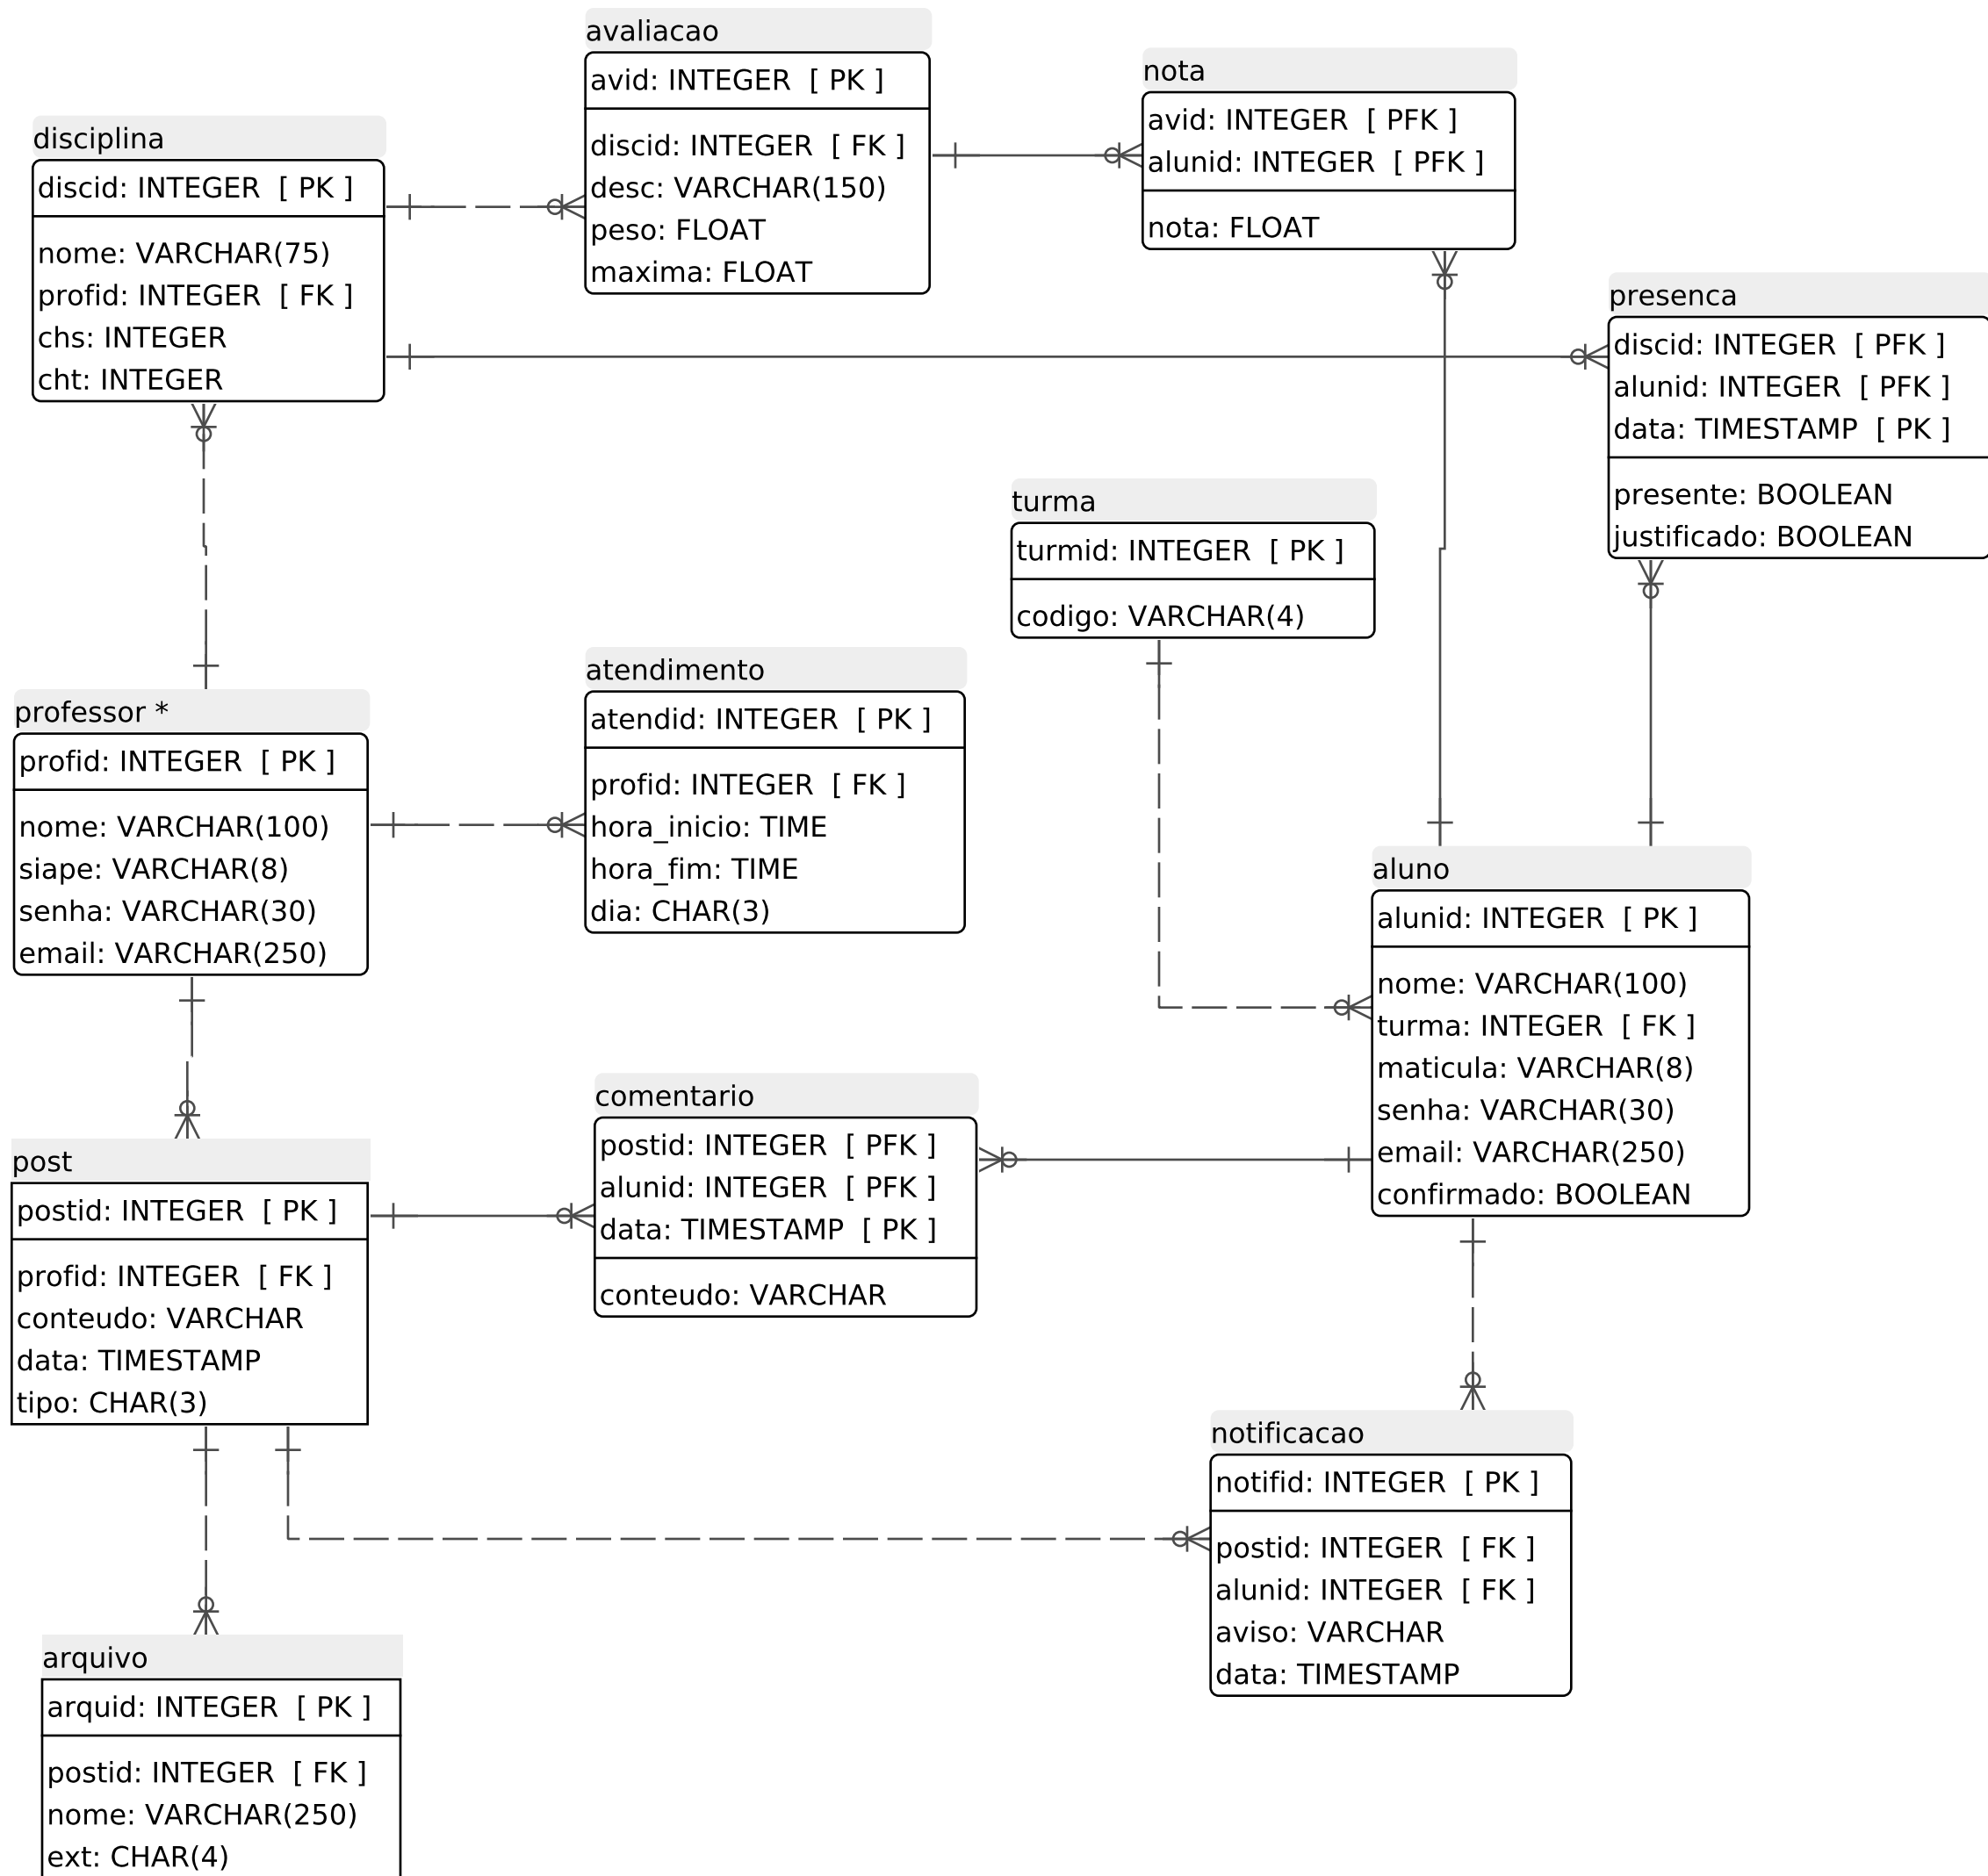 avaliacao
avid: INTEGER [ PK ]
discid: INTEGER [ FK ]
desc: VARCHAR(150)
peso: FLOAT
maxima: FLOAT
nota
avid: INTEGER [ PFK ]
alunid: INTEGER [ PFK ]
nota: FLOAT
disciplina
discid: INTEGER [ PK ]
nome: VARCHAR(75)
profid: INTEGER [ FK ]
chs: INTEGER
cht: INTEGER
presenca
discid: INTEGER [ PFK ]
alunid: INTEGER [ PFK ]
data: TIMESTAMP [ PK ]
presente: BOOLEAN
justificado: BOOLEAN
turma
turmid: INTEGER [ PK ]
codigo: VARCHAR(4)
professor *
profid: INTEGER [ PK ]
nome: VARCHAR(100)
siape: VARCHAR(8)
senha: VARCHAR(30)
email: VARCHAR(250)
atendimento
atendid: INTEGER [ PK ]
profid: INTEGER [ FK ]
hora_inicio: TIME
hora_fim: TIME
dia: CHAR(3)
aluno
alunid: INTEGER [ PK ]
nome: VARCHAR(100)
turma: INTEGER [ FK ]
maticula: VARCHAR(8)
senha: VARCHAR(30)
email: VARCHAR(250)
confirmado: BOOLEAN
comentario
postid: INTEGER [ PFK ]
alunid: INTEGER [ PFK ]
data: TIMESTAMP [ PK ]
conteudo: VARCHAR
post
postid: INTEGER [ PK ]
profid: INTEGER [ FK ]
conteudo: VARCHAR
data: TIMESTAMP
tipo: CHAR(3)
notificacao
notifid: INTEGER [ PK ]
postid: INTEGER [ FK ]
alunid: INTEGER [ FK ]
aviso: VARCHAR
data: TIMESTAMP
arquivo
arquid: INTEGER [ PK ]
postid: INTEGER [ FK ]
nome: VARCHAR(250)
ext: CHAR(4)